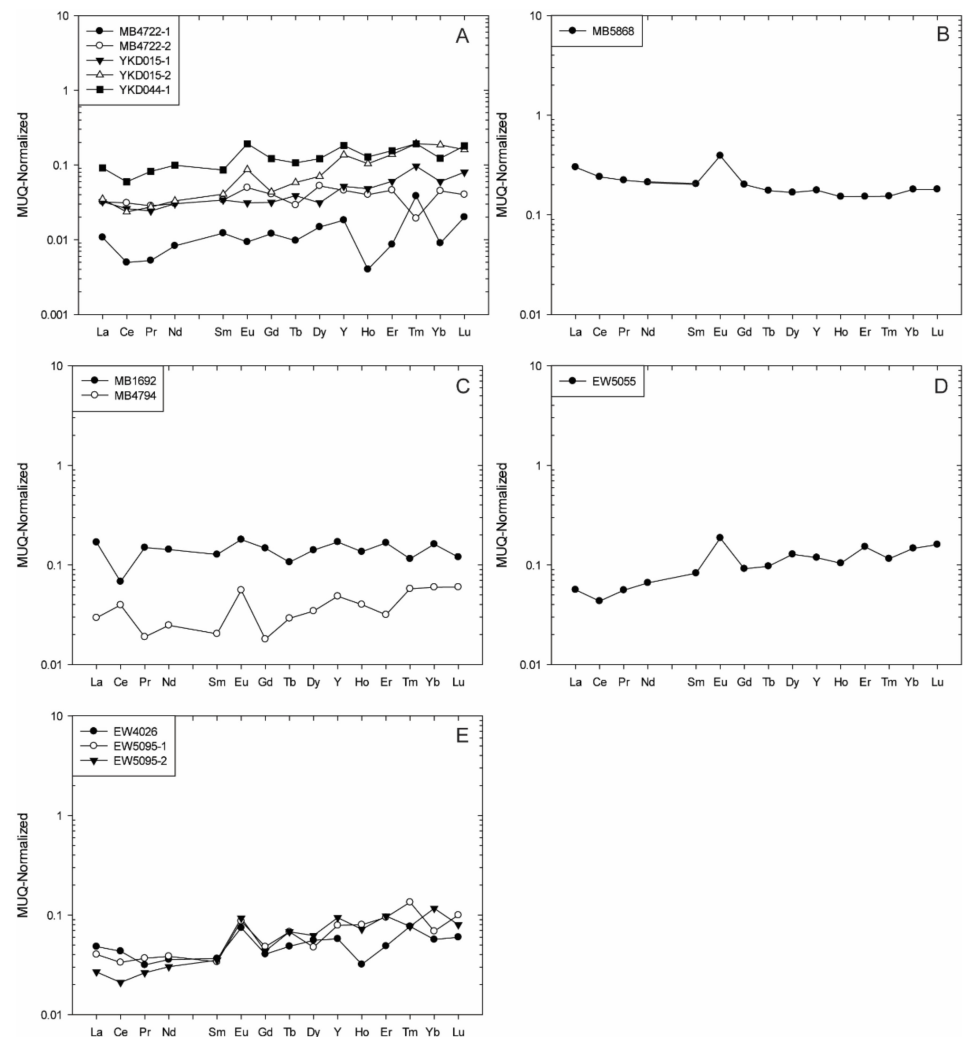 MB4722-1
MB4722-2
YKD015-1
YKD015-2
YKD044-1
A
MUQ-Normalized
10
1
0.1
0.01
0.001
La Ce Pr Nd Sm Eu Gd Tb Dy Y Ho Er Tm Yb Lu
MB5868
B
MUQ-Normalized
10
1
0.1
0.01
La Ce Pr Nd Sm Eu Gd Tb Dy Y Ho Er Tm Yb Lu
MB1692
MB4794
C
MUQ-Normalized
10
1
0.1
0.01
La Ce Pr Nd Sm Eu Gd Tb Dy Y Ho Er Tm Yb Lu
EW5055
D
MUQ-Normalized
10
1
0.1
0.01
La Ce Pr Nd Sm Eu Gd Tb Dy Y Ho Er Tm Yb Lu
EW4026
EW5095-1
EW5095-2
E
MUQ-Normalized
10
1
0.1
0.01
La Ce Pr Nd Sm Eu Gd Tb Dy Y Ho Er Tm Yb Lu